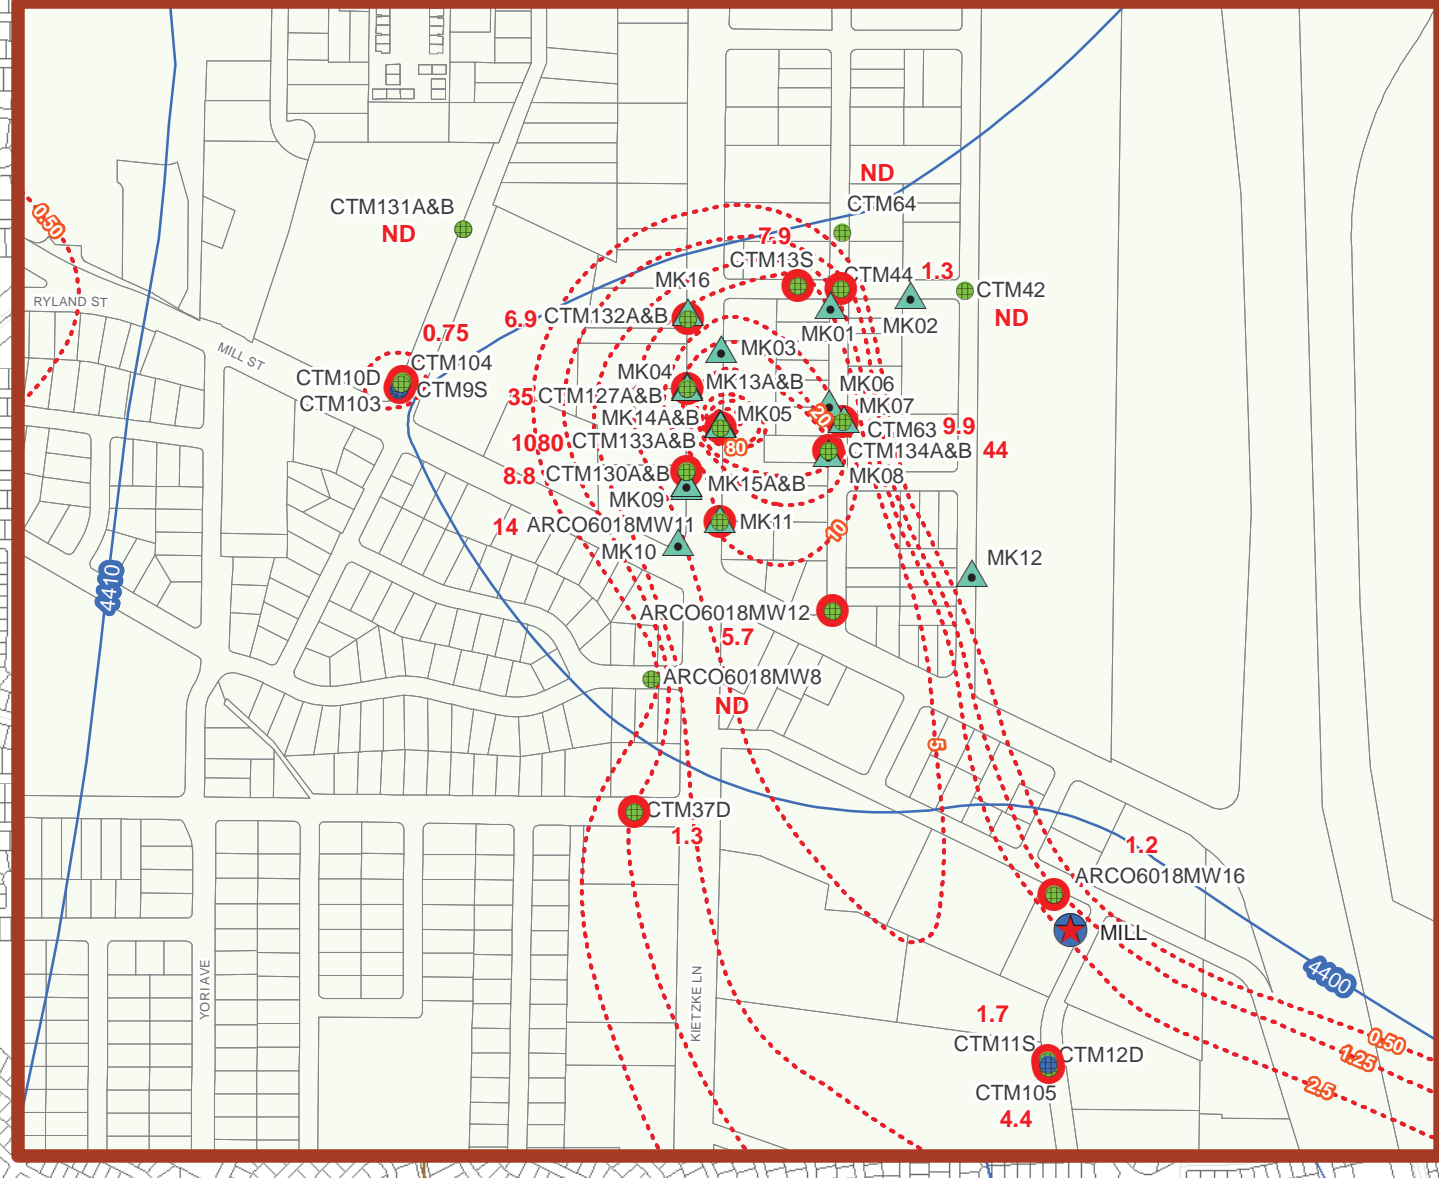 ND
CTM64
CTM131A&B
ND
0.50
7.9
CTM13S
CTM44
1.3
MK16
CTM42
RYLAND ST
6.9
CTM132A&B
MK01
MK02
ND
0.75
MILL ST
MK03
CTM104
CTM10D
CTM9S
CTM103
MK04
MK13A&B
MK06
35
CTM127A&B
MK07
MK14A&B
MK05
20
CTM63
9.9
1080
CTM133A&B
80
CTM134A&B
44
8.8
CTM130A&B
MK15A&B
MK08
MK09
14
ARCO6018MW11
MK11
10
MK10
MK12
4410
ARCO6018MW12
5.7
ARCO6018MW8
ND
5
CTM37D
1.3
1.2
ARCO6018MW16
MILL
4400
YORI AVE
KIETZKE LN
1.7
CTM11S
CTM12D
0.50
1.25
2.5
CTM105
4.4